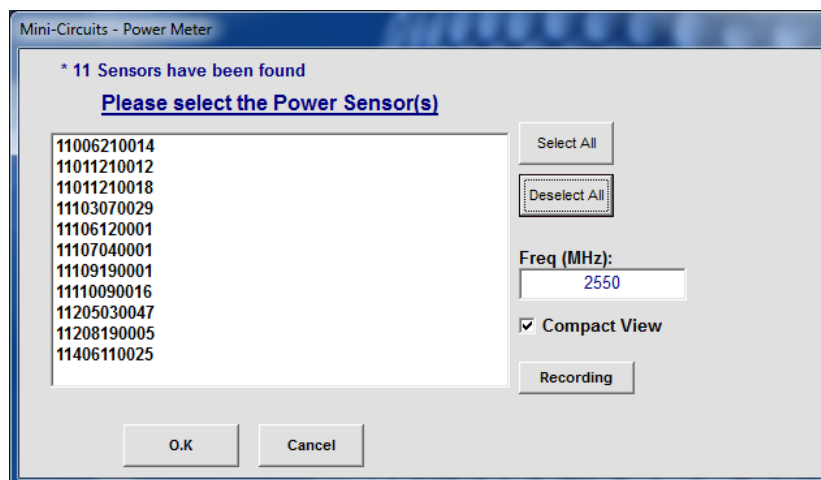 Mini-Circuits - Power Meter
* 11 Sensors have been found
Please select the Power Sensor(s)
11006210014
11011210012
11011210018
11103070029
11106120001
11107040001
11109190001
11110090016
11205030047
11208190005
11406110025
Select All
Deselect All
Freq (MHz):
2550
Compact View
Recording
O.K
Cancel